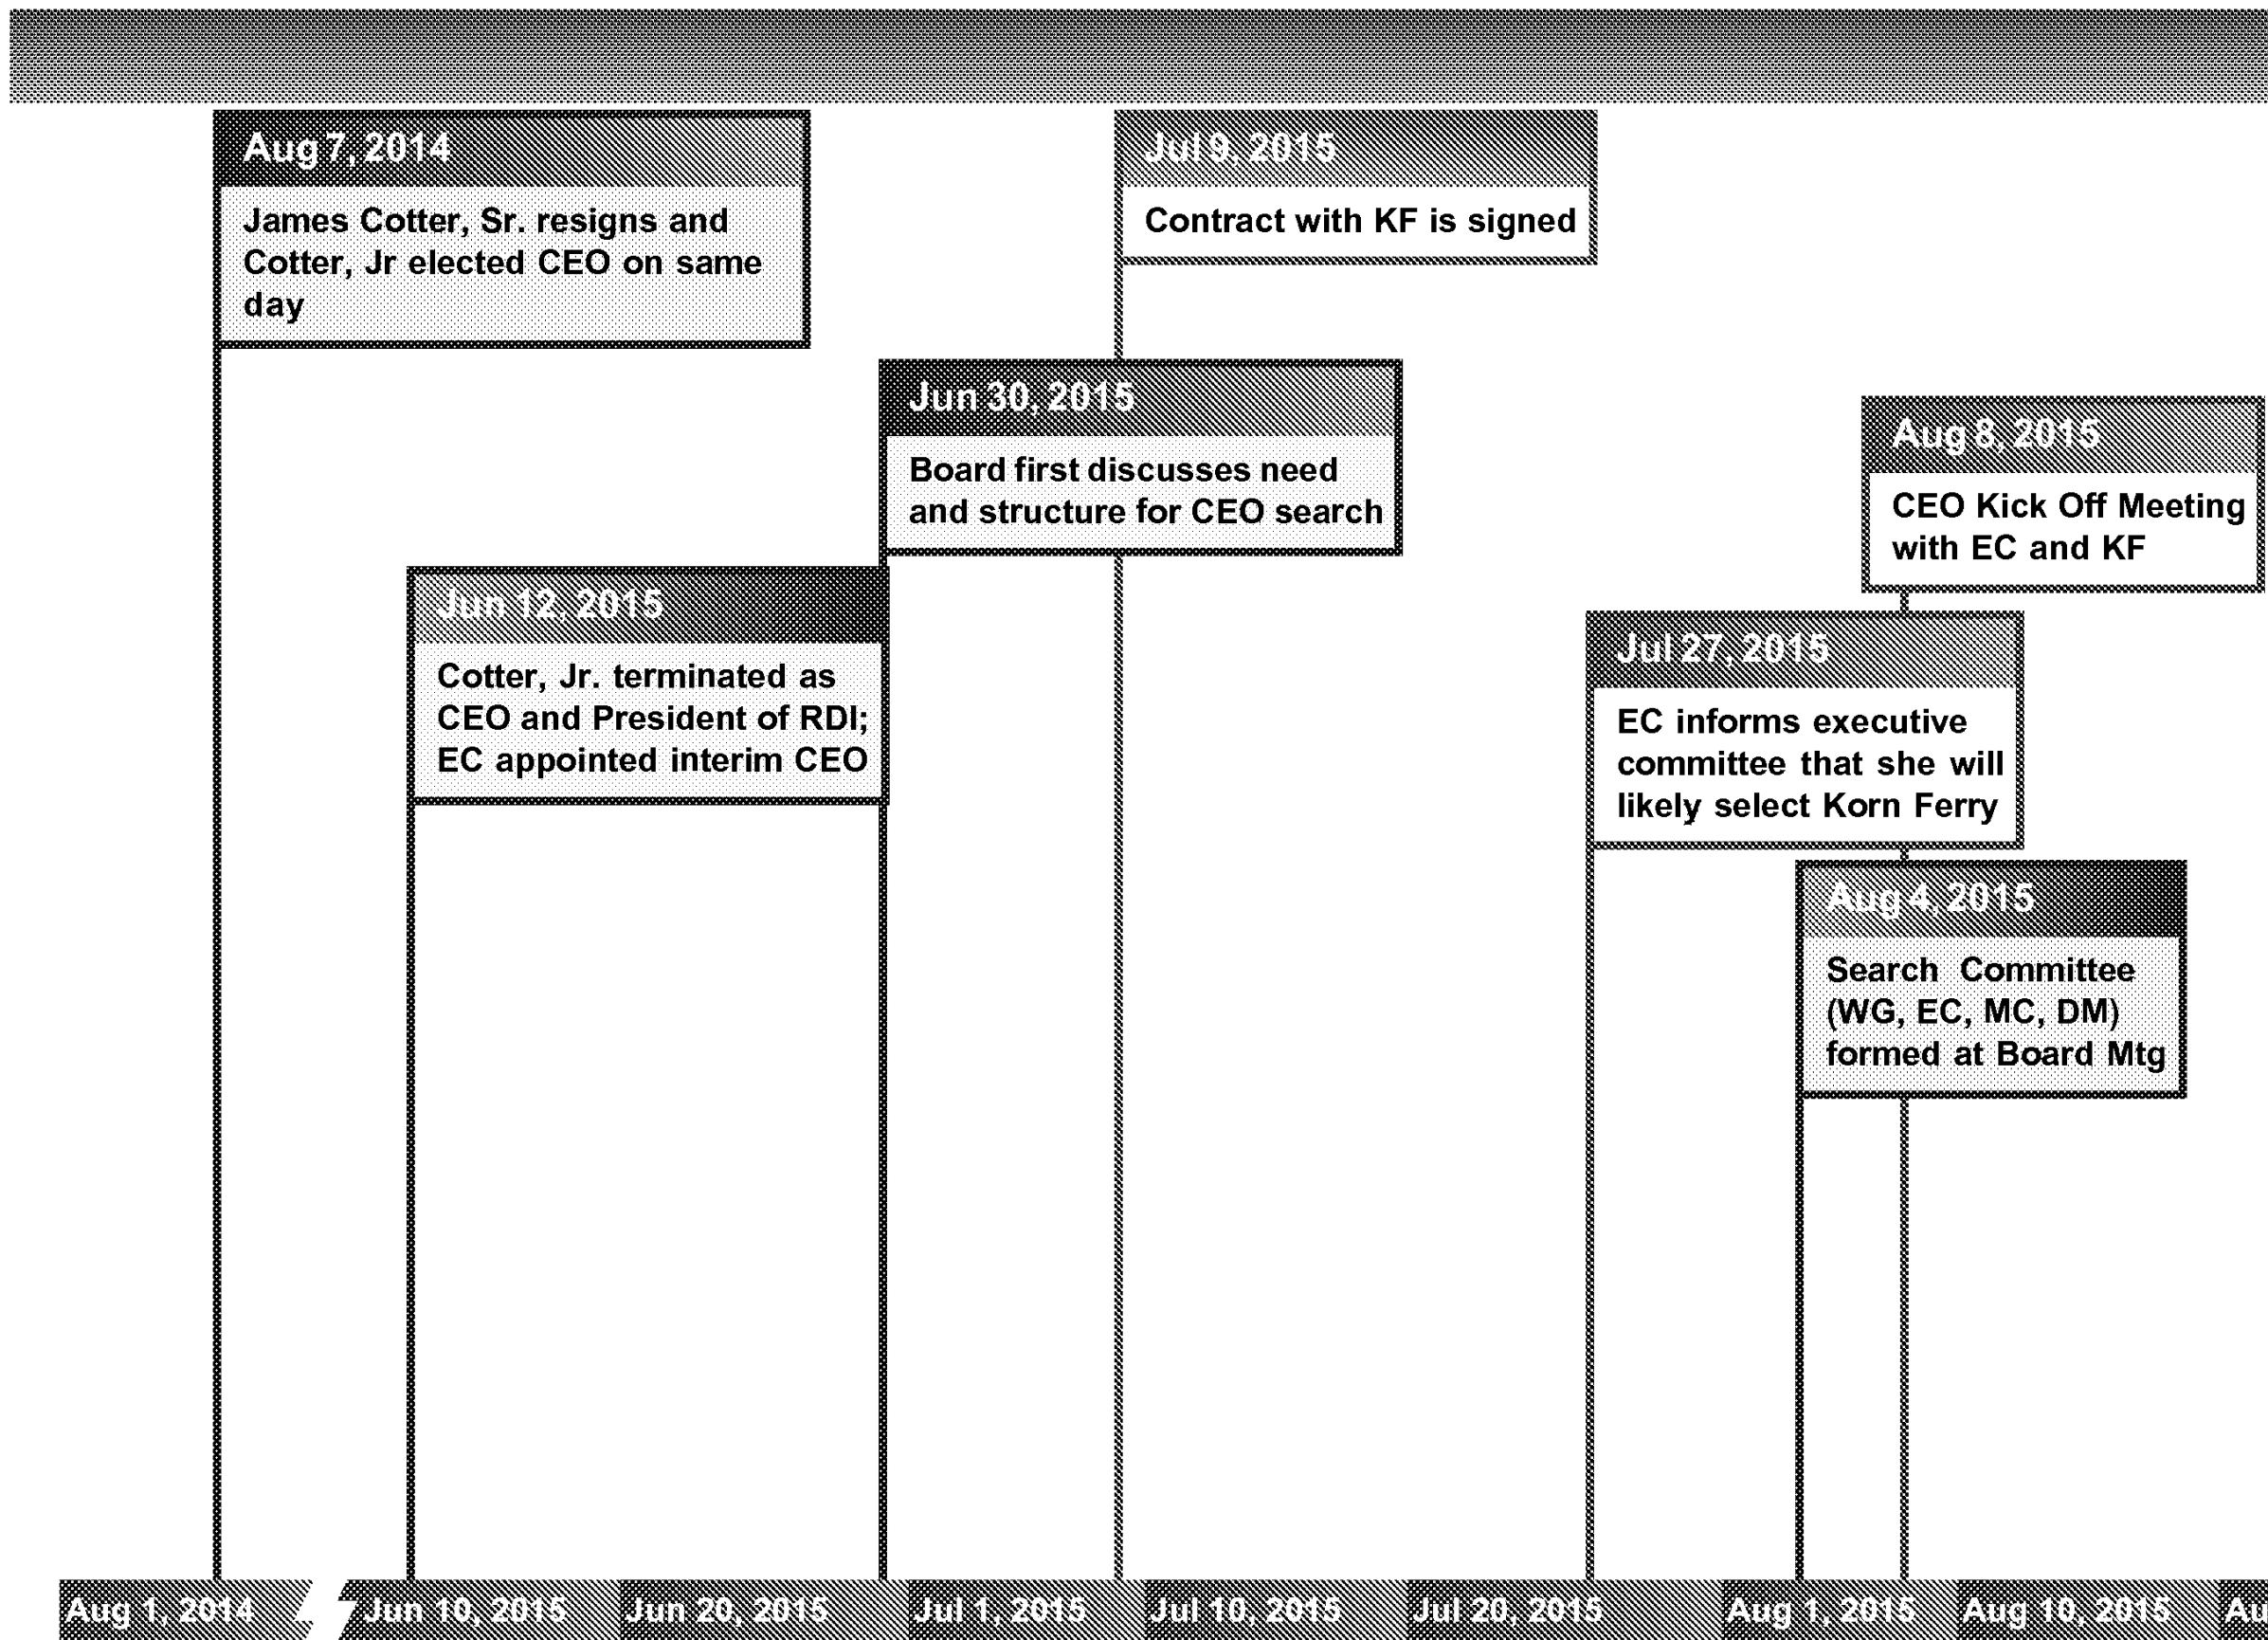 Aug 7, 2014
James Cotter, Sr. resigns and
Cotter, Jr elected CEO on same
day
Jul 9, 2015
Contract with KF is signed
Jun 30, 2015
Board first discusses need
and structure for CEO search
Aug 8, 2015
CEO Kick Off Meeting
with EC and KF
Jun 12, 2015
Cotter, Jr. terminated as
CEO and President of RDI;
EC appointed interim CEO
Jul 27, 2015
EC informs executive
committee that she will
likely select Korn Ferry
Aug 4, 2015
Search Committee
(WG, EC, MC, DM)
formed at Board Mtg
Aug 1, 2014
Jun 10, 2015
Jun 20, 2015
Jul 1, 2015
Jul 10, 2015
Jul 20, 2015
Aug 1, 2015
Aug 10, 2015
Au